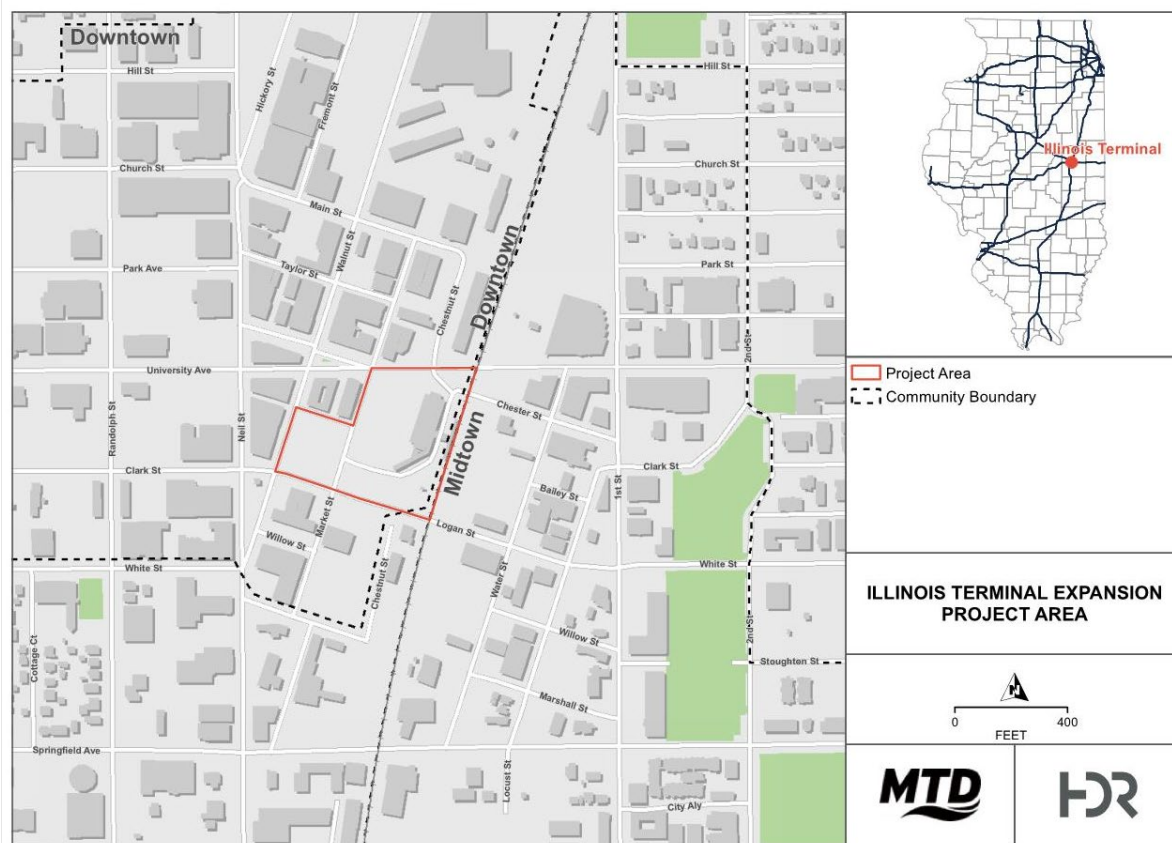 Downtown
Hill St
Hickory St
Fremont St
Hill St
Church St
Church St
Main St
Walnut St
Taylor St
Park Ave
Park St
Chestnut St
Downtown
2nd St
University Ave
Randolph St
Neil St
Chester St
Midtown
Clark St
Clark St
Bailey St
1st St
Market St
Logan St
Willow St
White St
Chestnut St
Water St
White St
Cottage Ct
Willow St
2nd St
Stoughten St
Marshall St
Springfield Ave
Locust St
City Aly
Illinois Terminal
Project Area
Community Boundary
ILLINOIS TERMINAL EXPANSION
PROJECT AREA
N
0 400
FEET
MTD
HDR